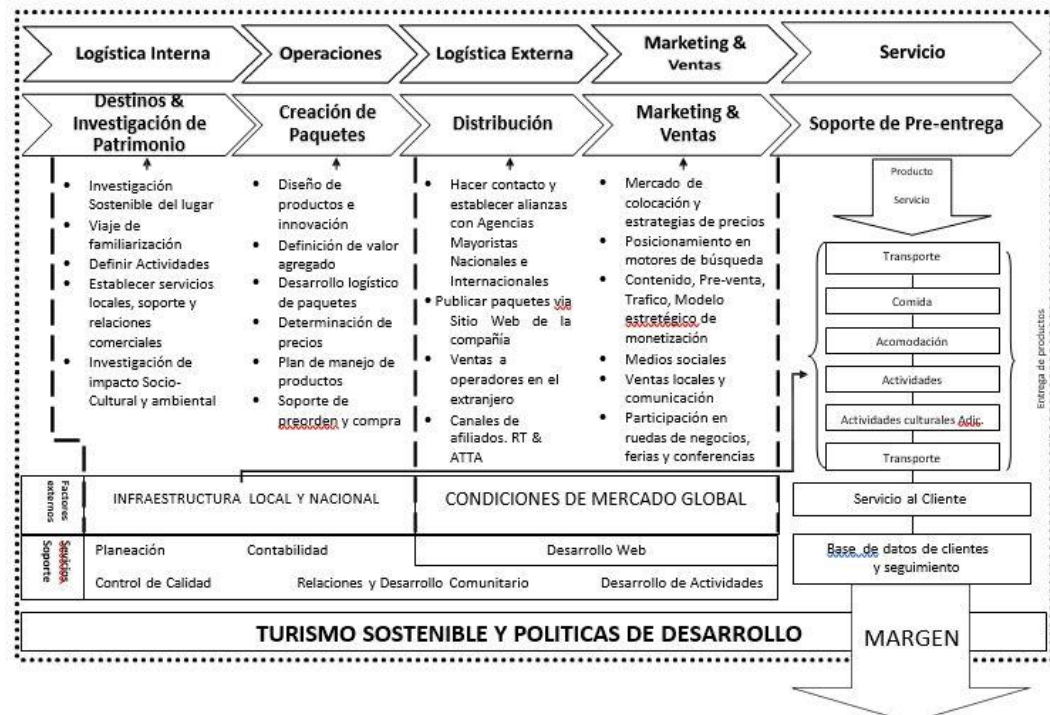 Logística Interna
Operaciones
Logística Externa
Marketing &
Ventas
Servicio
Destinos &
Investigación de
Patrimonio
Creación de
Paquetes
Distribución
Marketing &
Ventas
Soporte de Pre-entrega
• Investigación
Sostenible del lugar
• Viaje de
familiarización
• Definir Actividades
• Establecer servicios
locales, soporte y
relaciones
comerciales
• Investigación de
impacto Socio-
Cultural y ambiental
• Diseño de
productos e
innovación
• Definición de valor
agregado
• Desarrollo logístico
de paquetes
• Determinación de
precios
• Plan de manejo de
productos
• Soporte de
preorden y compra
• Hacer contacto y
establecer alianzas
con Agencias
Mayoristas
Nacionales e
Internacionales
• Publicar paquetes via
Sitio Web de la
compañía
• Ventas a
operadores en el
extranjero
• Canales de
afiliados. RT &
ATTA
• Mercado de
colocación y
estrategias de precios
• Posicionamiento en
motores de búsqueda
• Contenido, Pre-venta,
Trafico, Modelo
estretégico de
monetización
• Medios sociales
• Ventas locales y
comunicación
• Participación en
ruedas de negocios,
ferias y conferencias
Producto
Servicio
Transporte
Comida
Acomodación
Actividades
Actividades culturales Adic.
Transporte
Entrega de productos
Servicio al Cliente
Base de datos de clientes
y seguimiento
Factores
externos
INFRAESTRUCTURA LOCAL Y NACIONAL
CONDICIONES DE MERCADO GLOBAL
Servicios
Soporte
Planeación
Contabilidad
Desarrollo Web
Control de Calidad
Relaciones y Desarrollo Comunitario
Desarrollo de Actividades
TURISMO SOSTENIBLE Y POLITICAS DE DESARROLLO
MARGEN